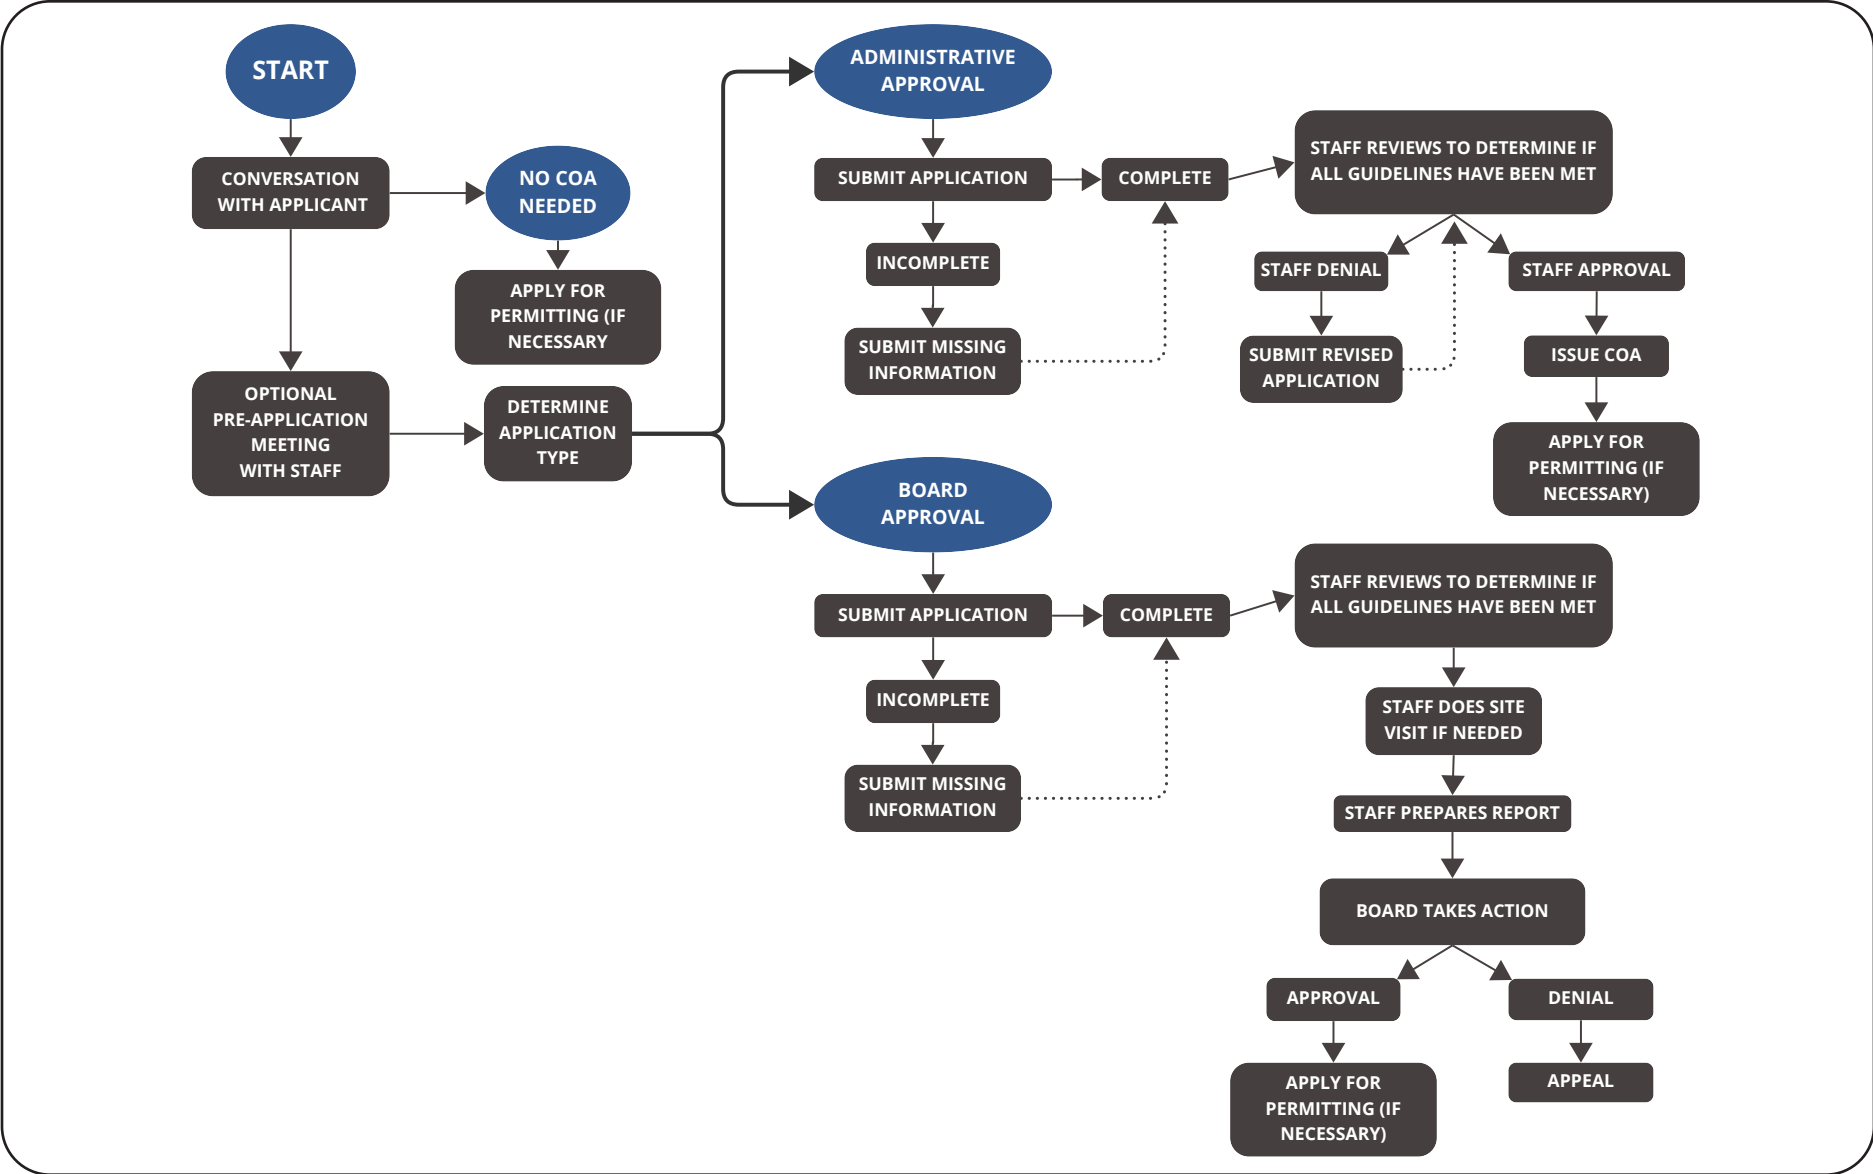 START
CONVERSATION
WITH APPLICANT
NO COA
NEEDED
APPLY FOR
PERMITTING (IF
NECESSARY
OPTIONAL
PRE-APPLICATION
MEETING
WITH STAFF
DETERMINE
APPLICATION
TYPE
ADMINISTRATIVE
APPROVAL
SUBMIT APPLICATION
COMPLETE
INCOMPLETE
SUBMIT MISSING
INFORMATION
STAFF REVIEWS TO DETERMINE IF
ALL GUIDELINES HAVE BEEN MET
STAFF DENIAL
SUBMIT REVISED
APPLICATION
STAFF APPROVAL
ISSUE COA
APPLY FOR
PERMITTING (IF
NECESSARY)
BOARD
APPROVAL
SUBMIT APPLICATION
COMPLETE
INCOMPLETE
SUBMIT MISSING
INFORMATION
STAFF REVIEWS TO DETERMINE IF
ALL GUIDELINES HAVE BEEN MET
STAFF DOES SITE
VISIT IF NEEDED
STAFF PREPARES REPORT
BOARD TAKES ACTION
APPROVAL
APPLY FOR
PERMITTING (IF
NECESSARY)
DENIAL
APPEAL